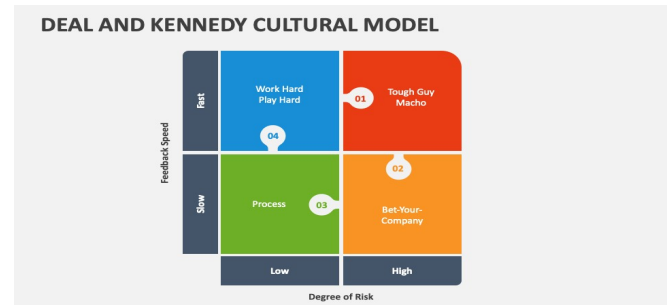 DEAL AND KENNEDY CULTURAL MODEL
Feedback Speed
Fast
Work Hard
Play Hard
04
01
Tough Guy
Macho
Slow
Process
03
02
Bet-Your-
Company
Low
High
Degree of Risk